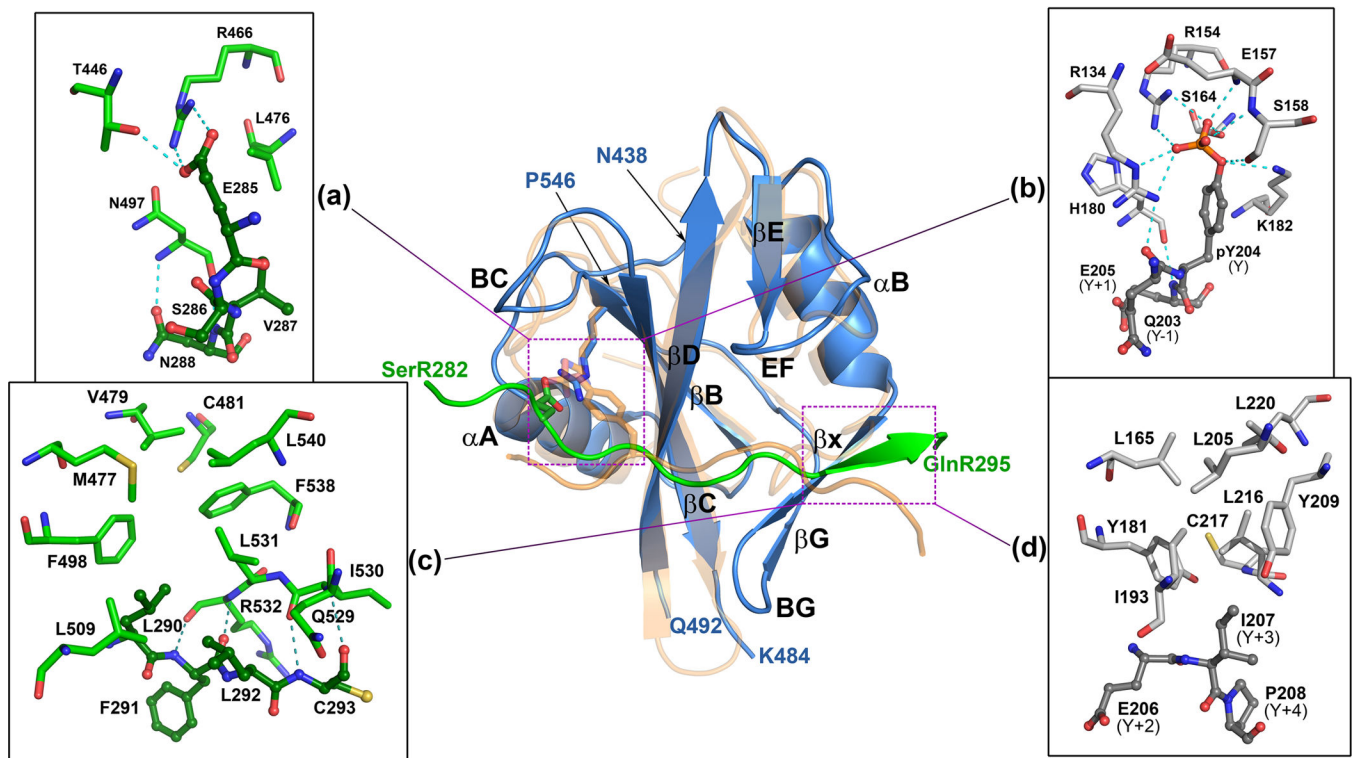 R466
T446
L476
E285
N497
S286
V287
N288
(a)
V479
C481
L540
M477
F538
F498
L531
I530
R532
Q529
L290
L509
L292
F291
C293
(c)
N438
P546
βE
BC
αB
βD
EF
SerR282
βB
αA
βx
GlnR295
βC
βG
BG
Q492
K484
(b)
R154
E157
R134
S164
S158
H180
K182
pY204
(Y)
E205
(Y+1)
Q203
(Y-1)
(d)
L220
L165
L205
L216
Y209
Y181
C217
I193
I207
(Y+3)
E206
(Y+2)
P208
(Y+4)